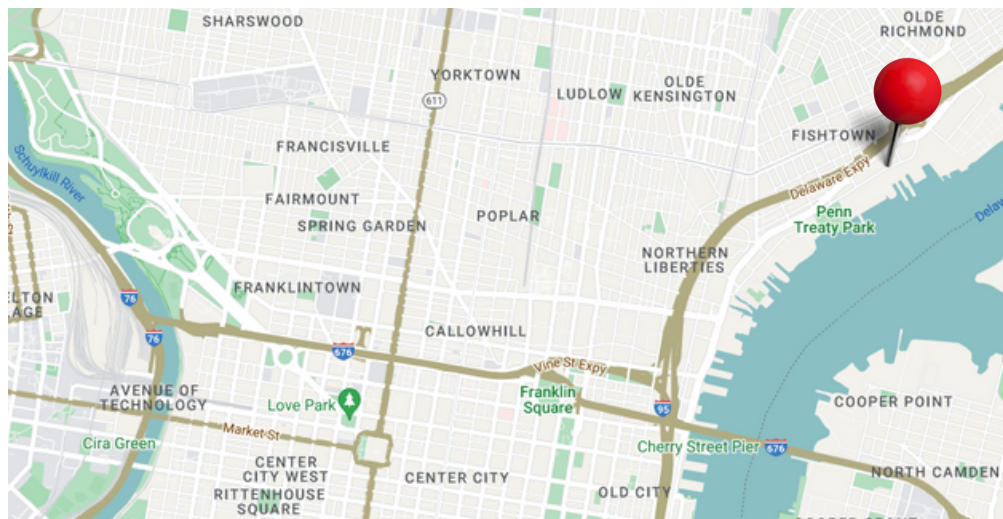 SHARSWOOD
OLDE
RICHMOND
YORKTOWN
611
LUDLOW
OLDE
KENSINGTON
FISHTOWN
FRANCISVILLE
Schuylkill River
Delaware Expy
FAIRMOUNT
SPRING GARDEN
POPLAR
Penn
Treaty Park
Delaw
NORTHERN
LIBERTIES
FRANKLINTOWN
ELTON
AGE
76
76
CALLOWHILL
676
Vine St Expy
AVENUE OF
TECHNOLOGY
Love Park
Franklin
Square
95
COOPER POINT
Market St
Cira Green
Cherry Street Pier
676
CENTER
CITY WEST
RITTENHOUSE
SQUARE
CENTER CITY
OLD CITY
NORTH CAMDEN